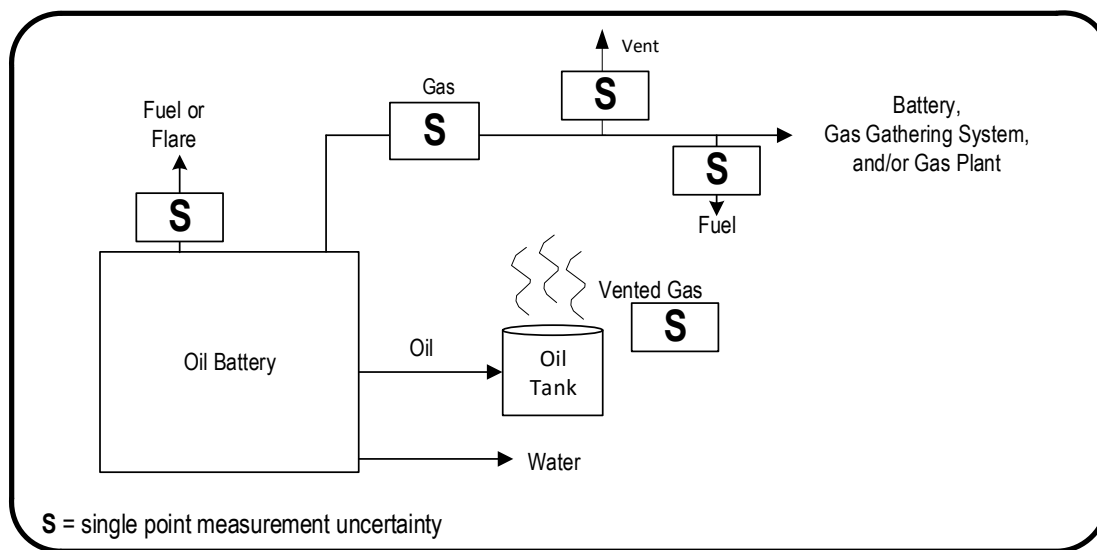 Vent
S
Gas
S
Fuel or
Flare
S
Battery,
Gas Gathering System,
and/or Gas Plant
S
Fuel
Vented Gas
S
Oil Battery
Oil
Oil
Tank
Water
S = single point measurement uncertainty